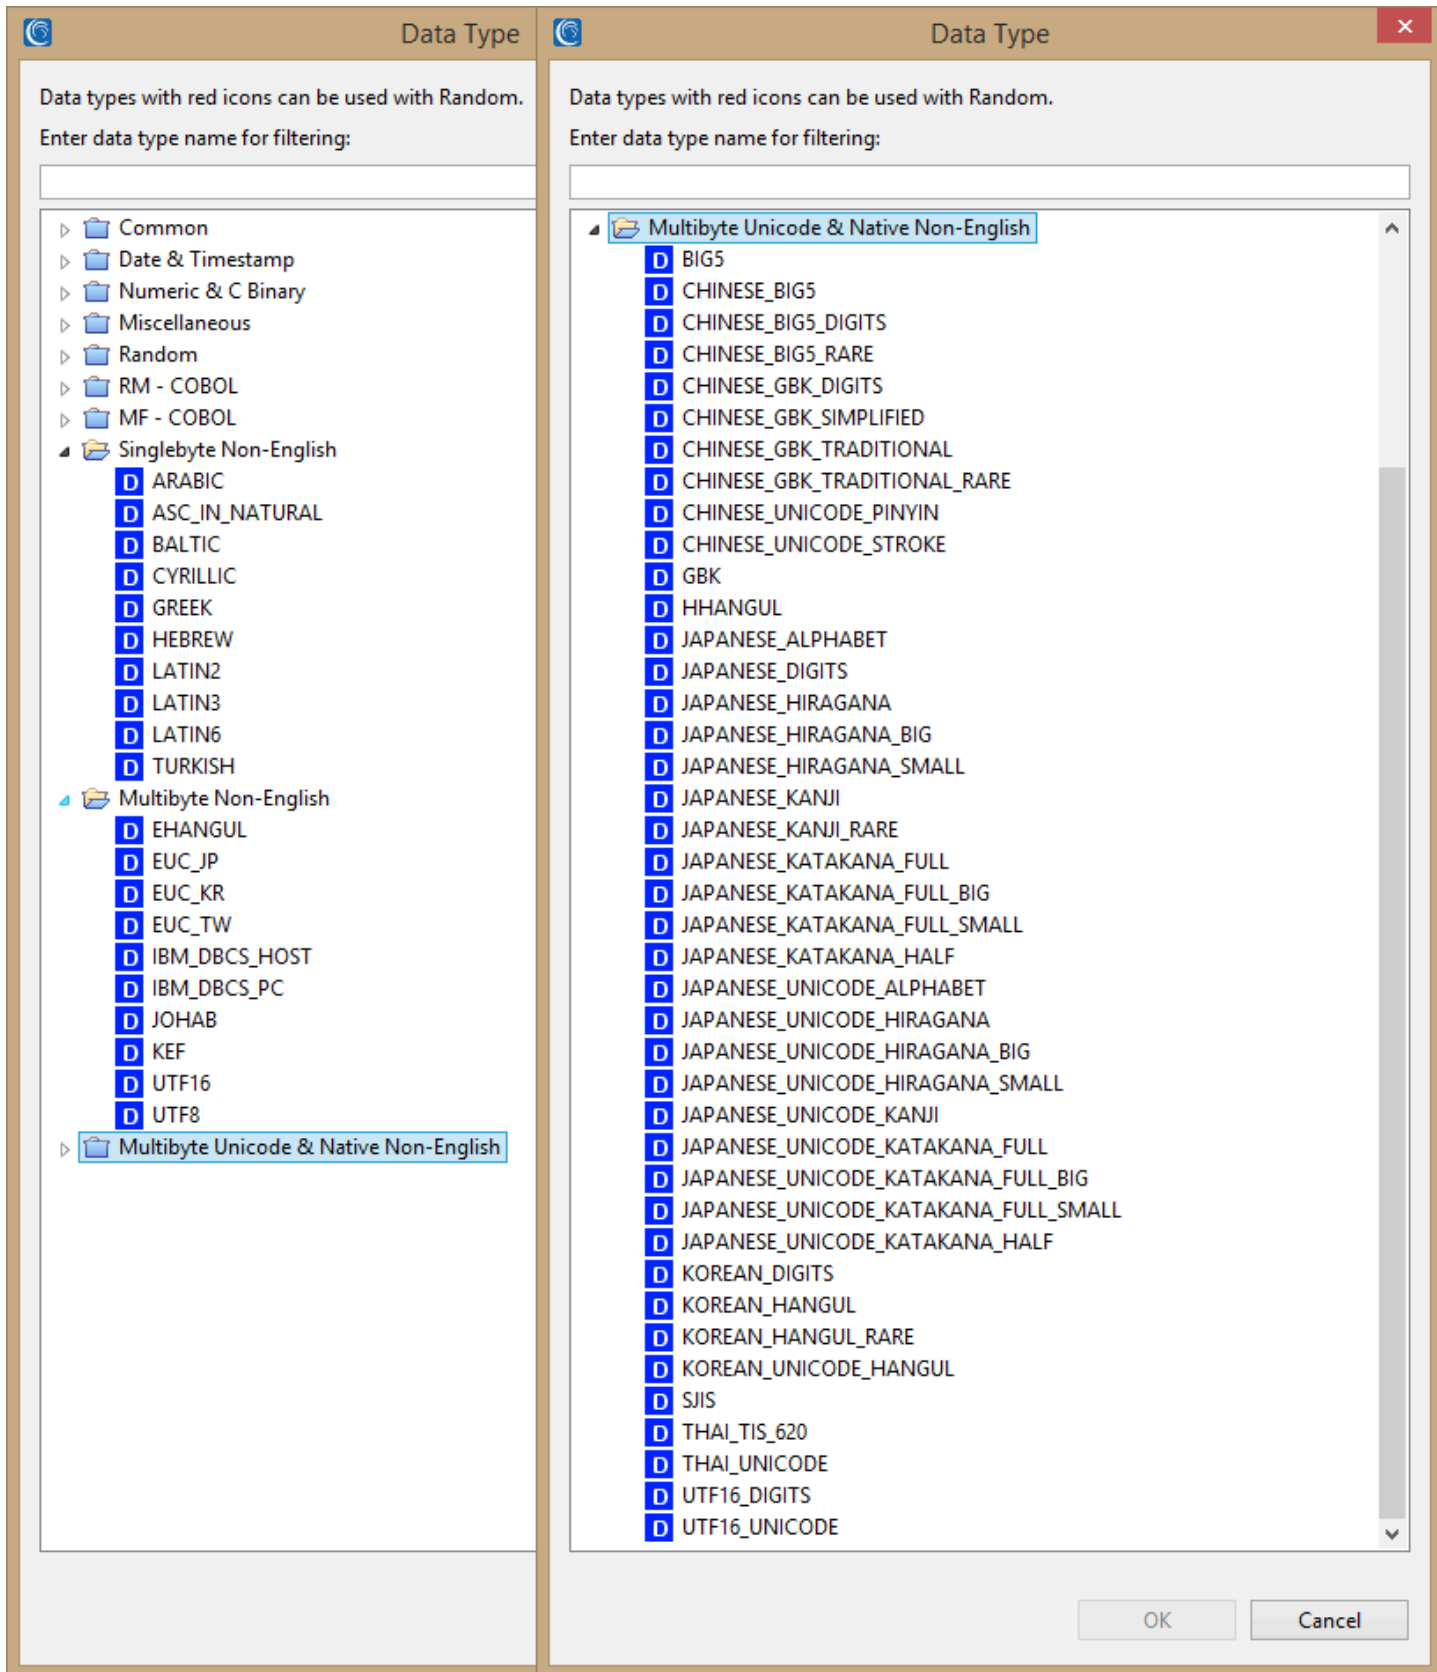 Data Type
Data types with red icons can be used with Random.
Enter data type name for filtering:
Common
Date & Timestamp
Numeric & C Binary
Miscellaneous
Random
RM - COBOL
MF - COBOL
Singlebyte Non-English
D ARABIC
D ASC_IN_NATURAL
D BALTIC
D CYRILLIC
D GREEK
D HEBREW
D LATIN2
D LATIN3
D LATIN6
D TURKISH
Multibyte Non-English
D EHANGUL
D EUC_JP
D EUC_KR
D EUC_TW
D IBM_DBCS_HOST
D IBM_DBCS_PC
D JOHAB
D KEF
D UTF16
D UTF8
Multibyte Unicode & Native Non-English
Data Type
Data types with red icons can be used with Random.
Enter data type name for filtering:
Multibyte Unicode & Native Non-English
D BIG5
D CHINESE_BIG5
D CHINESE_BIG5_DIGITS
D CHINESE_BIG5_RARE
D CHINESE_GBK_DIGITS
D CHINESE_GBK_SIMPLIFIED
D CHINESE_GBK_TRADITIONAL
D CHINESE_GBK_TRADITIONAL_RARE
D CHINESE_UNICODE_PINYIN
D CHINESE_UNICODE_STROKE
D GBK
D HHANGUL
D JAPANESE_ALPHABET
D JAPANESE_DIGITS
D JAPANESE_HIRAGANA
D JAPANESE_HIRAGANA_BIG
D JAPANESE_HIRAGANA_SMALL
D JAPANESE_KANJI
D JAPANESE_KANJI_RARE
D JAPANESE_KATAKANA_FULL
D JAPANESE_KATAKANA_FULL_BIG
D JAPANESE_KATAKANA_FULL_SMALL
D JAPANESE_KATAKANA_HALF
D JAPANESE_UNICODE_ALPHABET
D JAPANESE_UNICODE_HIRAGANA
D JAPANESE_UNICODE_HIRAGANA_BIG
D JAPANESE_UNICODE_HIRAGANA_SMALL
D JAPANESE_UNICODE_KANJI
D JAPANESE_UNICODE_KATAKANA_FULL
D JAPANESE_UNICODE_KATAKANA_FULL_BIG
D JAPANESE_UNICODE_KATAKANA_FULL_SMALL
D JAPANESE_UNICODE_KATAKANA_HALF
D KOREAN_DIGITS
D KOREAN_HANGUL
D KOREAN_HANGUL_RARE
D KOREAN_UNICODE_HANGUL
D SJIS
D THAI_TIS_620
D THAI_UNICODE
D UTF16_DIGITS
D UTF16_UNICODE
OK Cancel